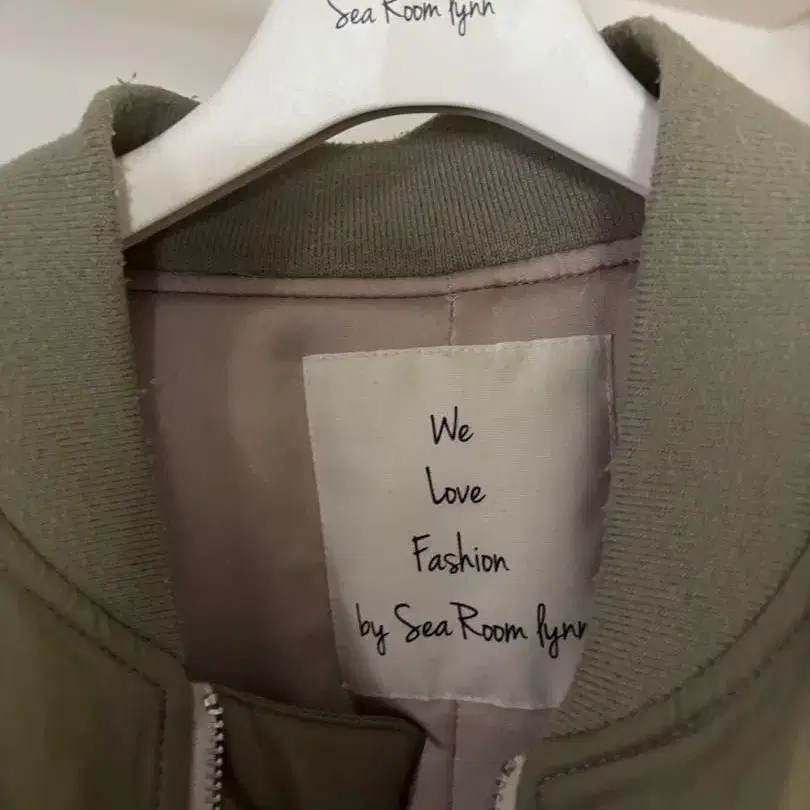 Sea Room lynn
We
Love
Fashion
by Sea Room lynn